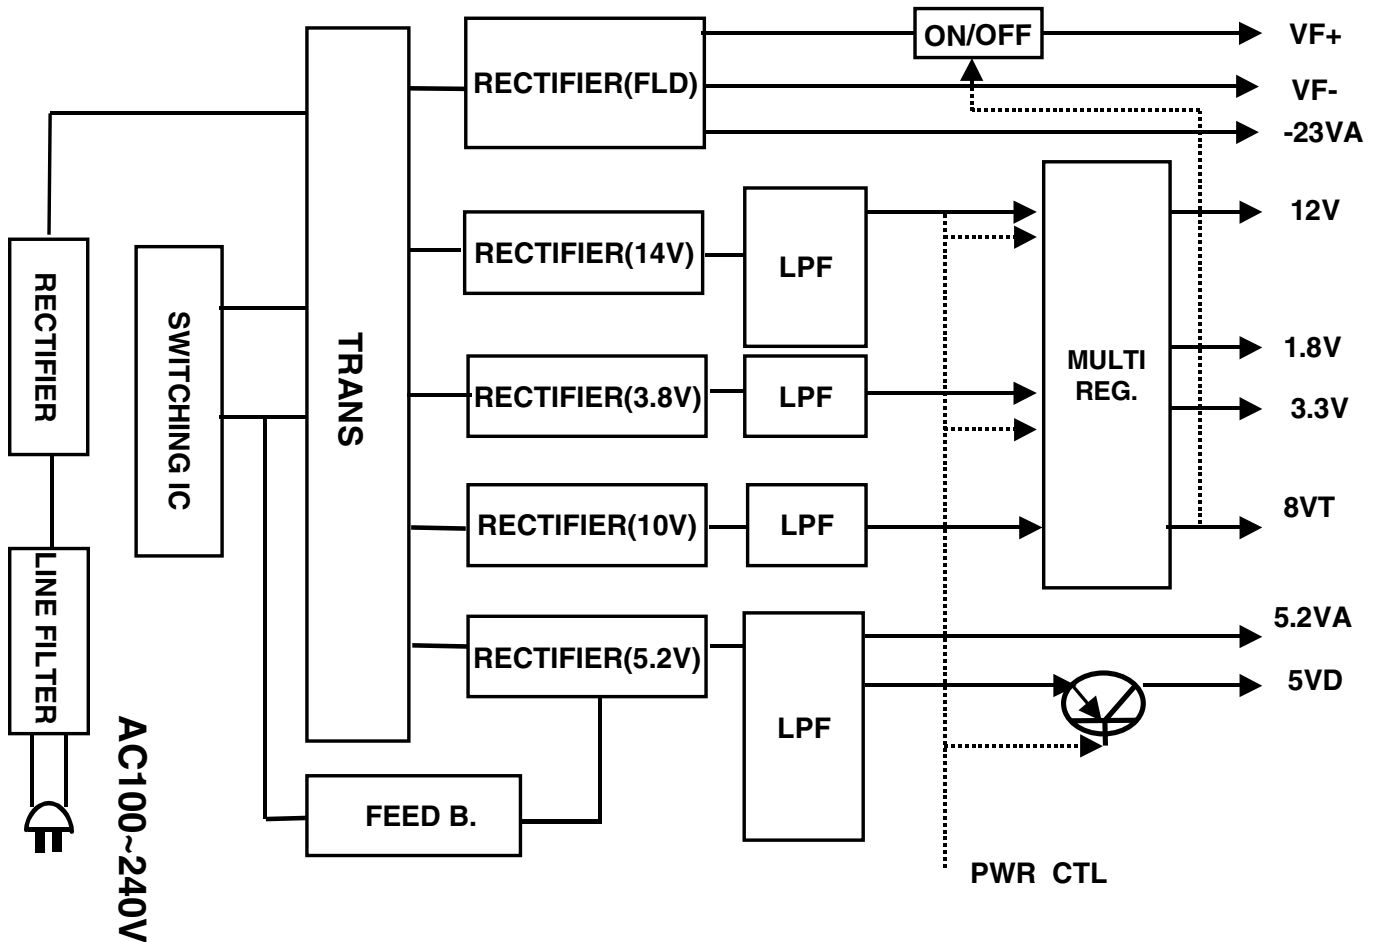 ON/OFF
VF+
RECTIFIER(FLD)
VF-
-23VA
12V
RECTIFIER(14V)
LPF
RECTIFIER
SWITCHING IC
TRANS
1.8V
MULTI
REG.
RECTIFIER(3.8V)
LPF
3.3V
RECTIFIER(10V)
LPF
8VT
LINE FILTER
5.2VA
RECTIFIER(5.2V)
5VD
LPF
AC100~240V
FEED B.
PWR CTL